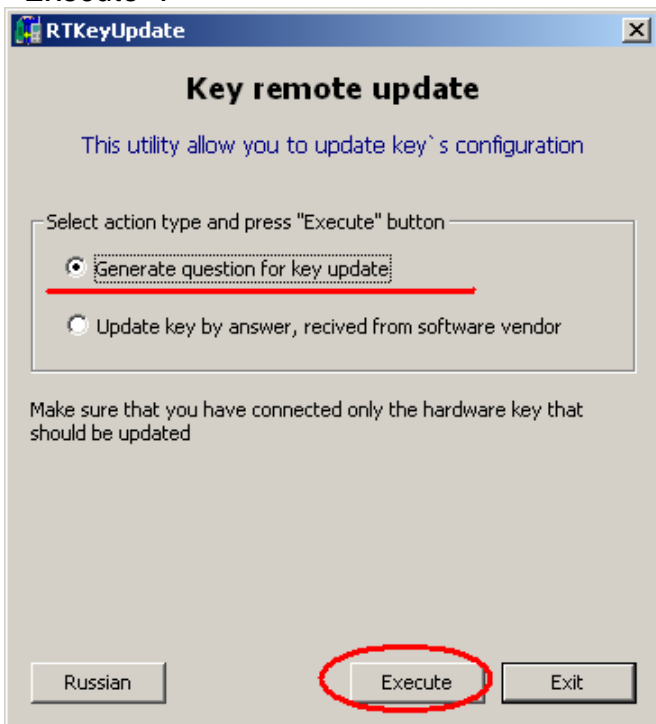 "Execute".
RTKeyUpdate
Key remote update
This utility allow you to update key`s configuration
Select action type and press "Execute" button
Generate question for key update
Update key by answer, recived from software vendor
Make sure that you have connected only the hardware key that
should be updated
Russian Execute Exit